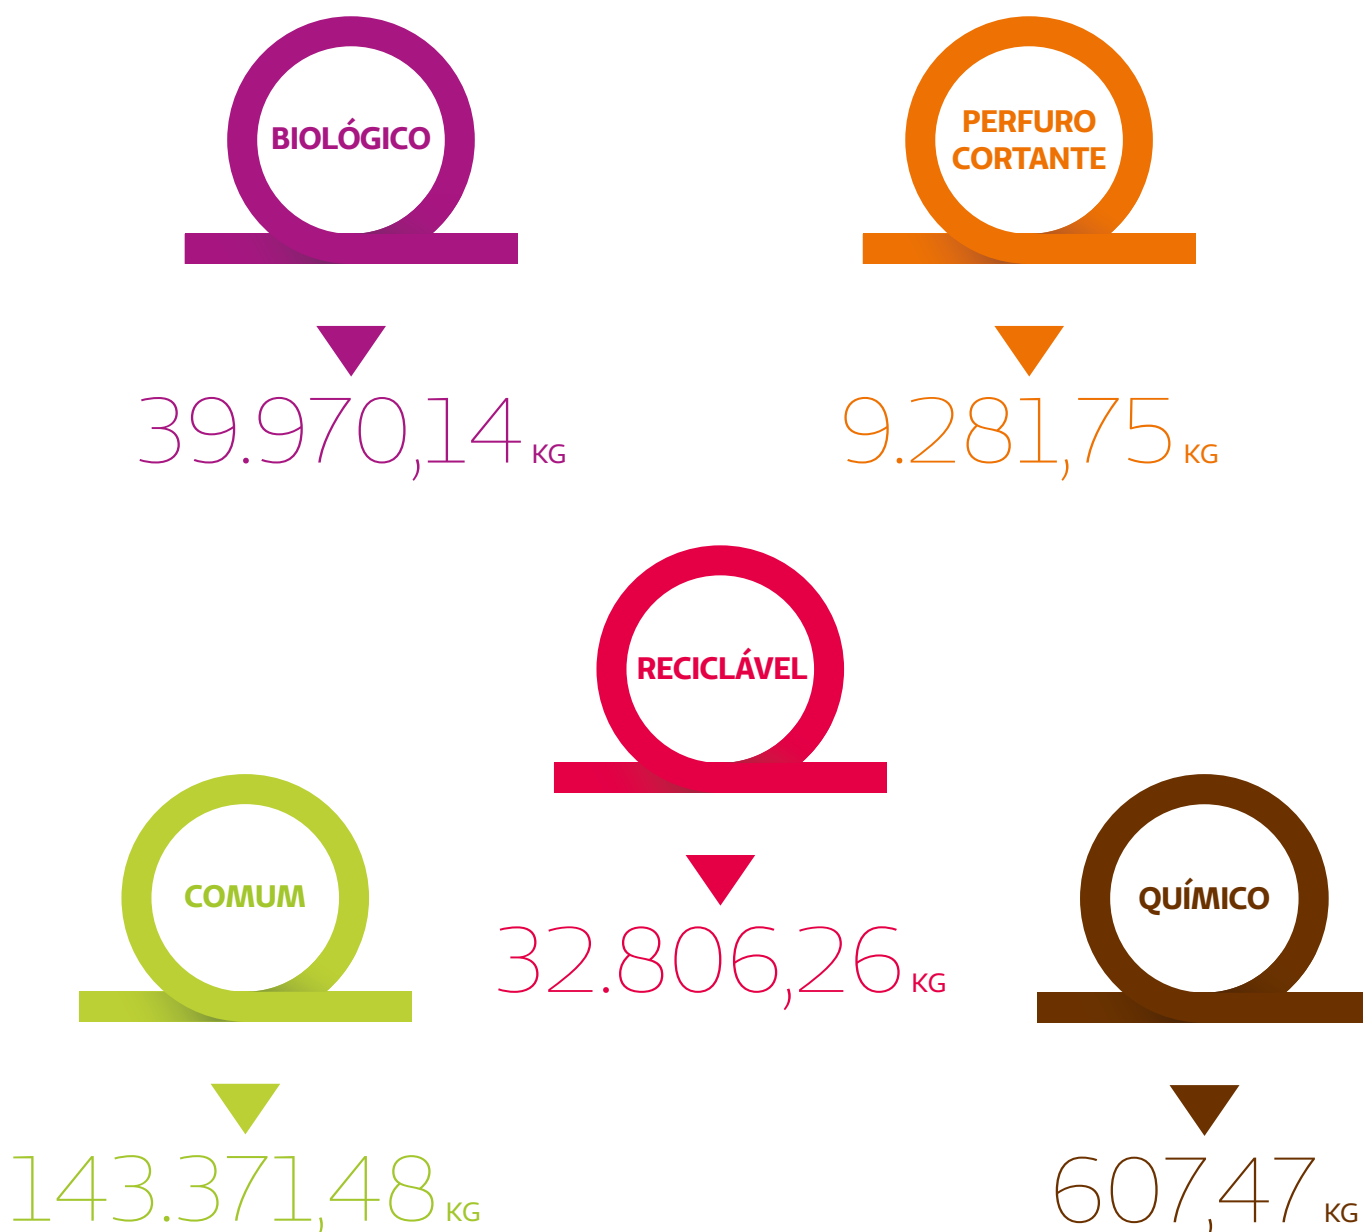 BIOLÓGICO
39.970,14 KG
PERFURO
CORTANTE
9.281,75 KG
RECICLÁVEL
32.806,26 KG
COMUM
143.371,48 KG
QUÍMICO
607,47 KG